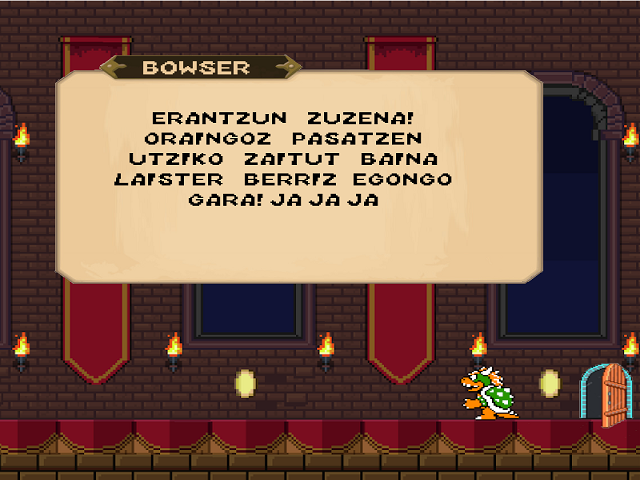 BOWSER
ERANTZUN ZUZENA!
ORAINGOZ PASATZEN
UTZIKO ZAITUT BAINA
LAISTER BERRIZ EGONGO
GARA! JA JA JA